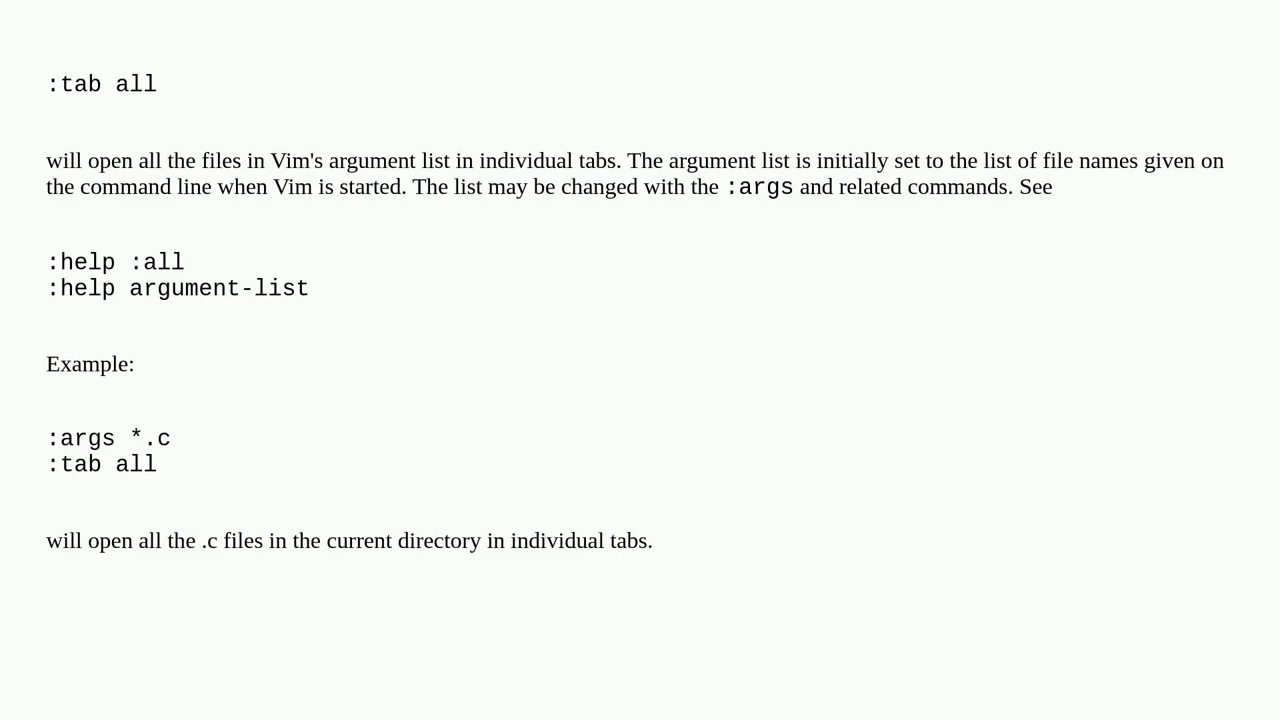 :tab all
will open all the files in Vim's argument list in individual tabs. The argument list is initially set to the list of file names given on
the command line when Vim is started. The list may be changed with the :args and related commands. See
:help :all
:help argument-list
Example:
:args *.c
:tab all
will open all the .c files in the current directory in individual tabs.